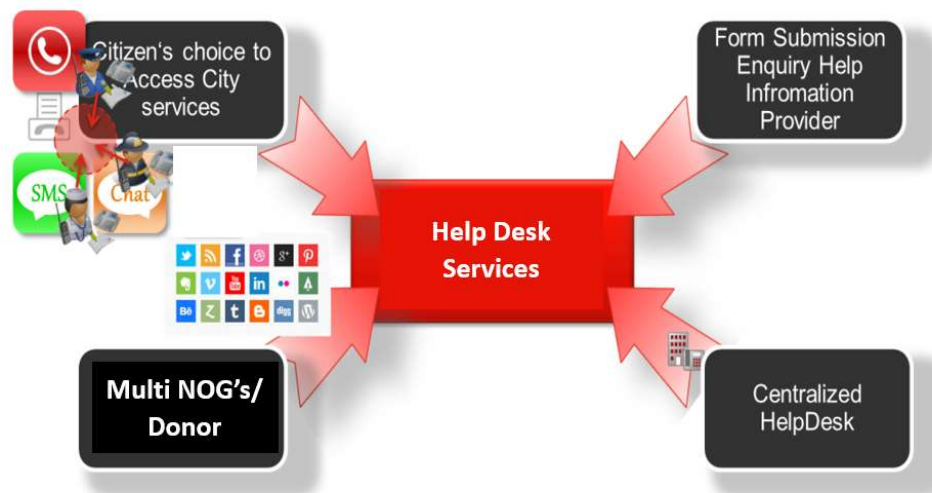 Citizen's choice to
Access City
services
SMS
Chat
Form Submission
Enquiry Help
Infromation
Provider
Help Desk
Services
Multi NOG's/
Donor
Centralized
HelpDesk